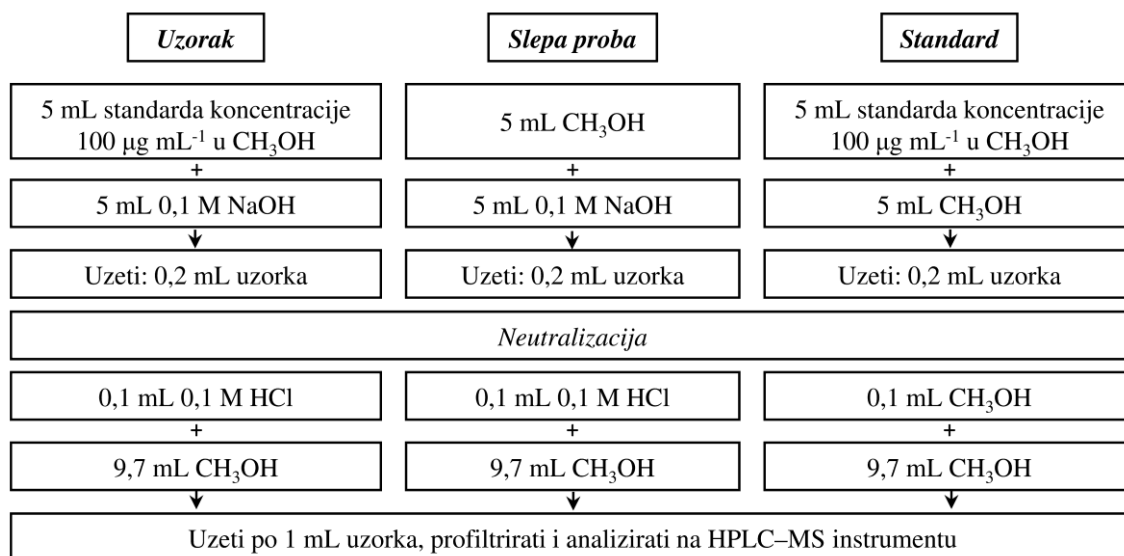 Uzorak
Slepa proba
Standard
5 mL standarda koncentracije
100 μg mL⁻¹ u CH₃OH
5 mL CH₃OH
5 mL standarda koncentracije
100 μg mL⁻¹ u CH₃OH
+
+
+
5 mL 0,1 M NaOH
5 mL 0,1 M NaOH
5 mL CH₃OH
Uzeti: 0,2 mL uzorka
Uzeti: 0,2 mL uzorka
Uzeti: 0,2 mL uzorka
Neutralizacija
0,1 mL 0,1 M HCl
0,1 mL 0,1 M HCl
0,1 mL CH₃OH
+
+
+
9,7 mL CH₃OH
9,7 mL CH₃OH
9,7 mL CH₃OH
Uzeti po 1 mL uzorka, profiltrirati i analizirati na HPLC–MS instrumentu